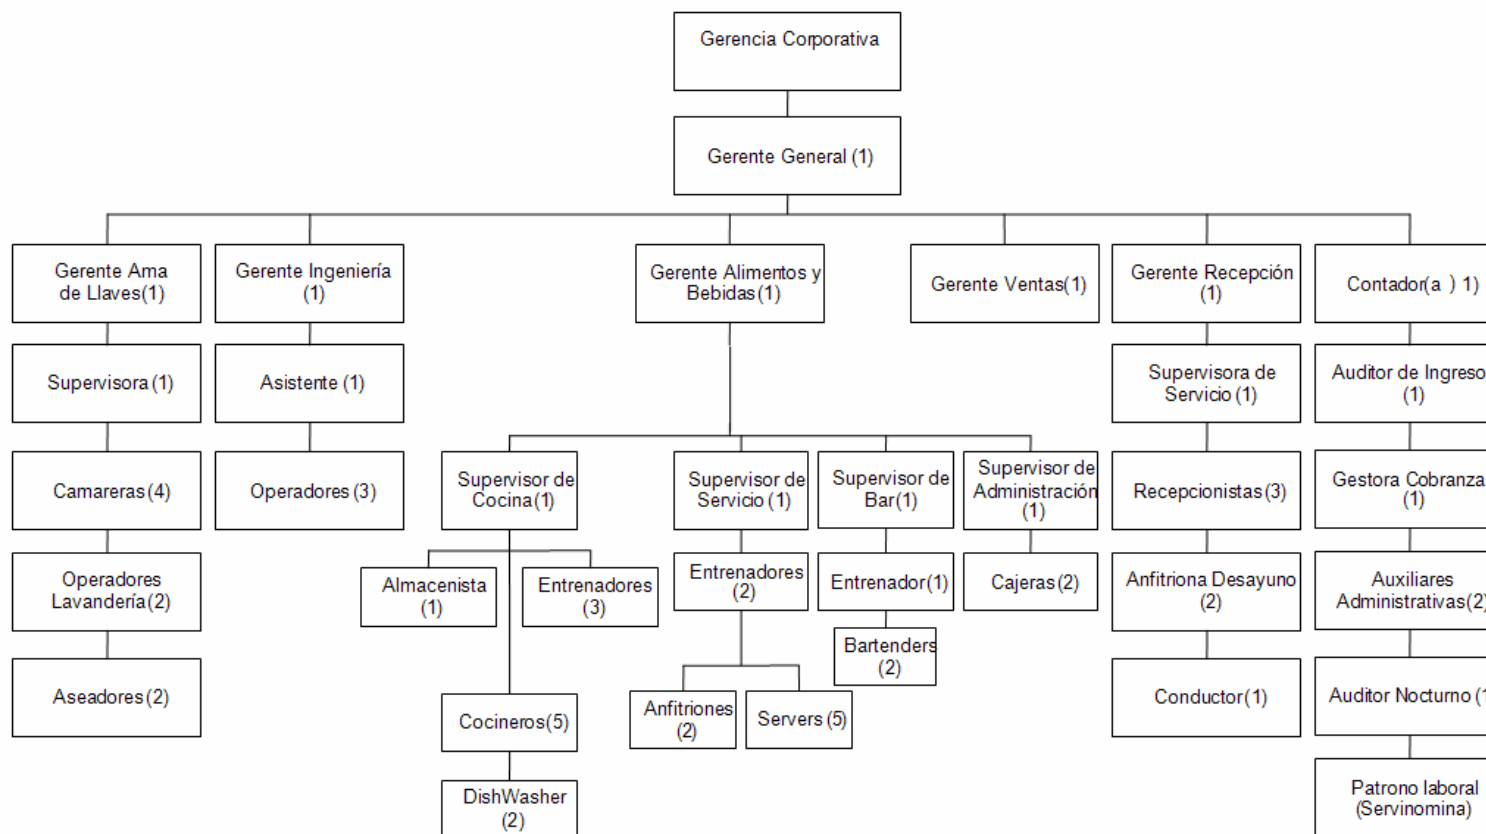 Gerencia Corporativa
Gerente General (1)
Gerente Ama
de Llaves(1)
Gerente Ingeniería
(1)
Gerente Alimentos y
Bebidas(1)
Gerente Ventas(1)
Gerente Recepción
(1)
Contador(a ) 1)
Supervisora (1)
Asistente (1)
Supervisora de
Servicio (1)
Auditor de Ingreso
(1)
Camareras (4)
Operadores (3)
Supervisor de
Cocina (1)
Supervisor de
Servicio (1)
Supervisor de
Bar(1)
Supervisor de
Administración
(1)
Recepcionistas (3)
Gestora Cobranza
(1)
Operadores
Lavandería (2)
Almacenista
(1)
Entrenadores
(3)
Entrenadores
(2)
Entrenador(1)
Cajeras (2)
Anfitriona Desayuno
(2)
Auxiliares
Administrativas(2)
Bartenders
(2)
Aseadores (2)
Cocineros(5)
Anfitriones
(2)
Servers (5)
Conductor (1)
Auditor Nocturno (1
DishWasher
(2)
Patrono laboral
(Servinomina)